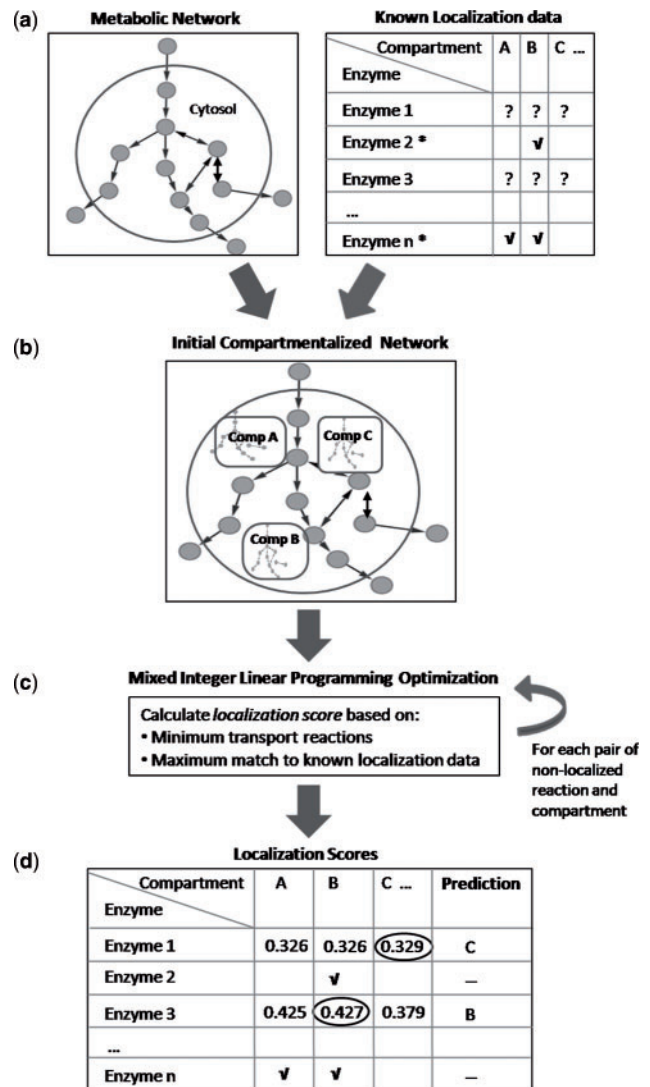 (a)
Metabolic Network
Cytosol
Known Localization data
Compartment A B C ...
Enzyme
Enzyme 1 ? ? ?
Enzyme 2 * √
Enzyme 3 ? ? ?
...
Enzyme n * √ √
(b)
Initial Compartmentalized Network
Comp A
Comp C
Comp B
(c)
Mixed Integer Linear Programming Optimization
Calculate localization score based on:
• Minimum transport reactions
• Maximum match to known localization data
For each pair of
non-localized
reaction and
compartment
(d)
Localization Scores
Compartment A B C ... Prediction
Enzyme
Enzyme 1 0.326 0.326 0.329 C
Enzyme 2 √ —
Enzyme 3 0.425 0.427 0.379 B
...
Enzyme n √ √ —